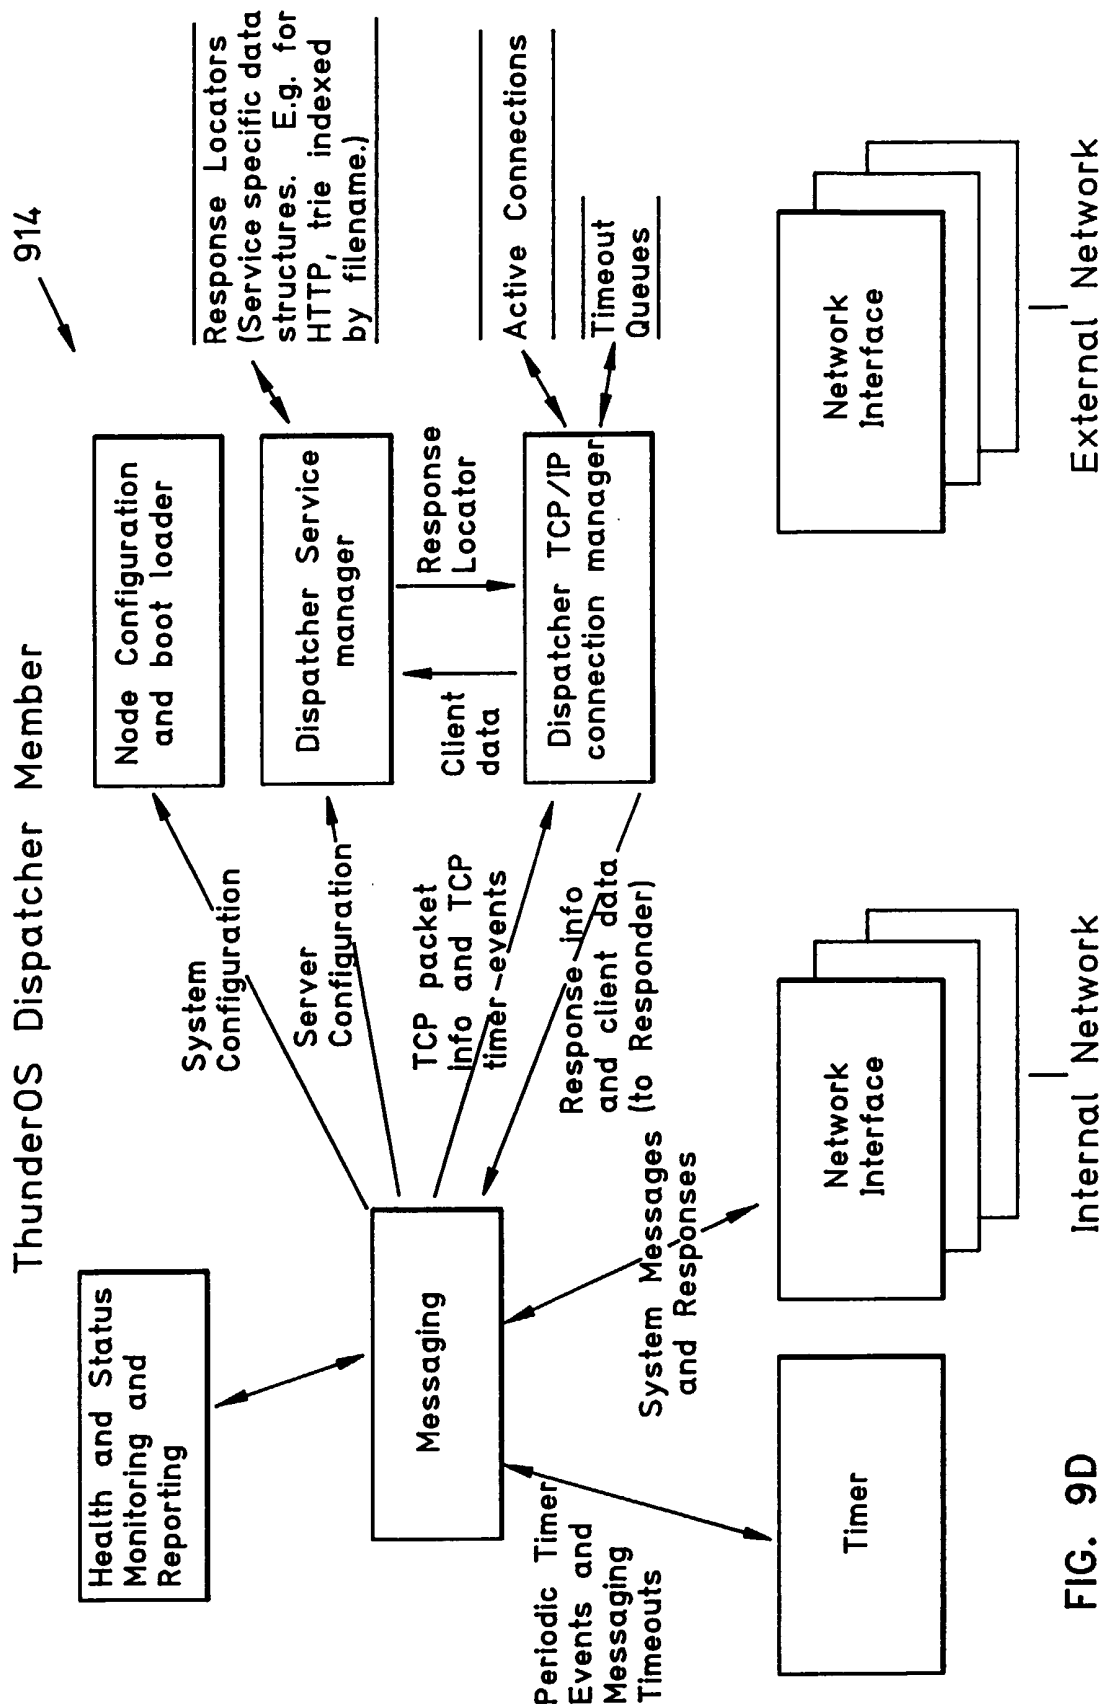 ThunderOS Dispatcher Member
914
Health and Status
Monitoring and
Reporting
System
Configuration
Node Configuration
and boot loader
Response Locators
(Service specific data
structures. E.g. for
HTTP, trie indexed
by filename.)
Server
Configuration
Dispatcher Service
manager
Messaging
TCP packet
info and TCP
timer events
Client
data
Response
Locator
Active Connections
Response info
and client data
(to Responder)
Dispatcher TCP/IP
connection manager
Timeout
Queues
Periodic Timer
Events and
Messaging
Timeouts
System Messages
and Responses
Timer
Network
Interface
Network
Interface
Internal Network
External Network
FIG. 9D